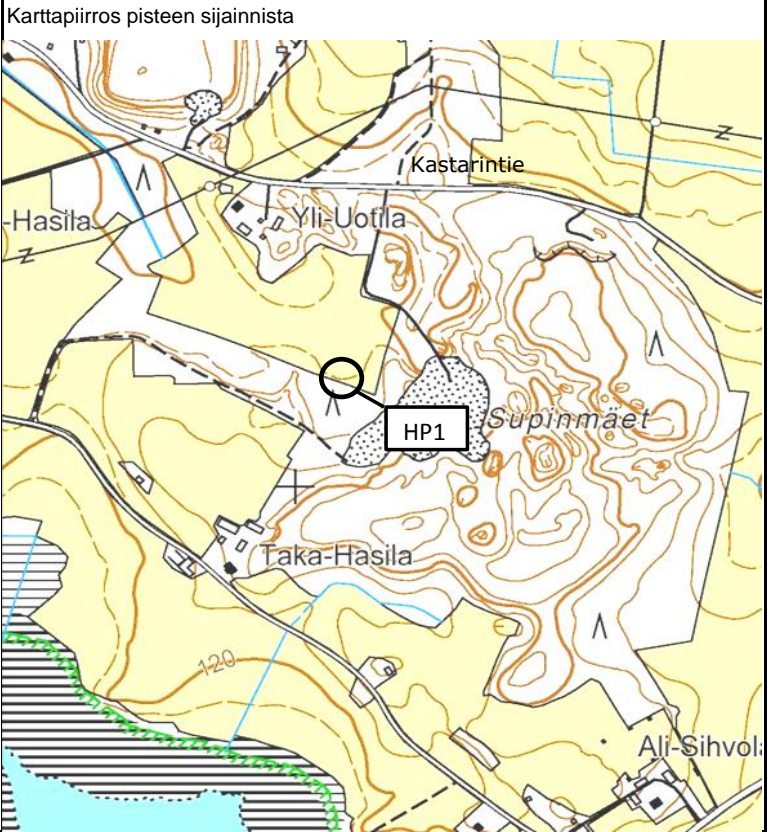 Karttapiirros pisteen sijainnista
Kastarintie
-Hasila
Yli-Uotila
HP1
Supinmäet
Taka-Hasila
120
Ali-Sihvola